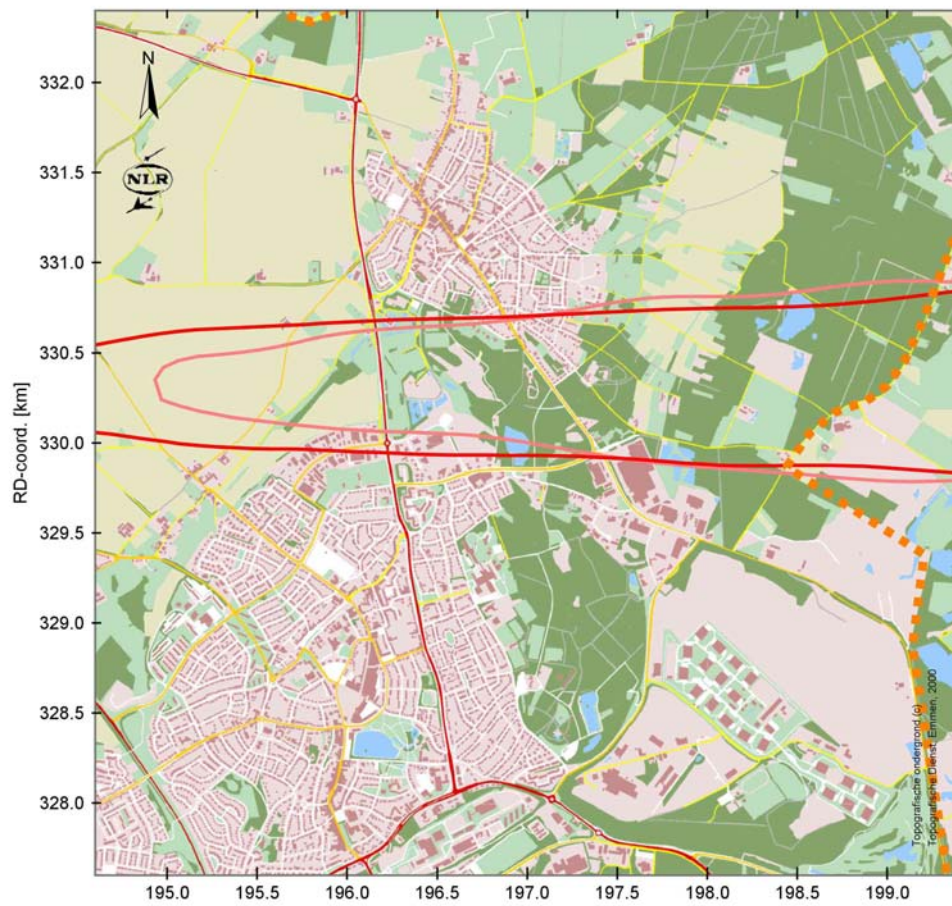 N
NLR
332.0
331.5
331.0
330.5
330.0
329.5
329.0
328.5
328.0
RD-coord. [km]
195.0 195.5 196.0 196.5 197.0 197.5 198.0 198.5 199.0
Topografische ondergrond (c)
Topografische Dienst, Emmen, 2000